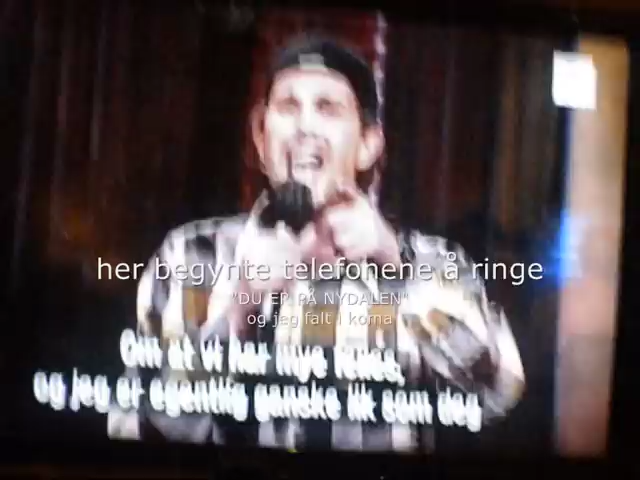 her begynte telefonene å ringe
"DU ER PÅ NYDALEN"
og jeg falt i koma
Om at vi har mye felles,
og jeg er egentlig ganske lik som deg